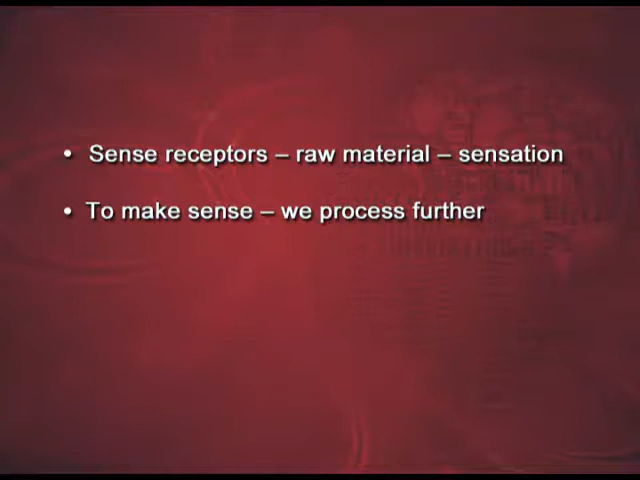 • Sense receptors – raw material – sensation
• To make sense – we process further